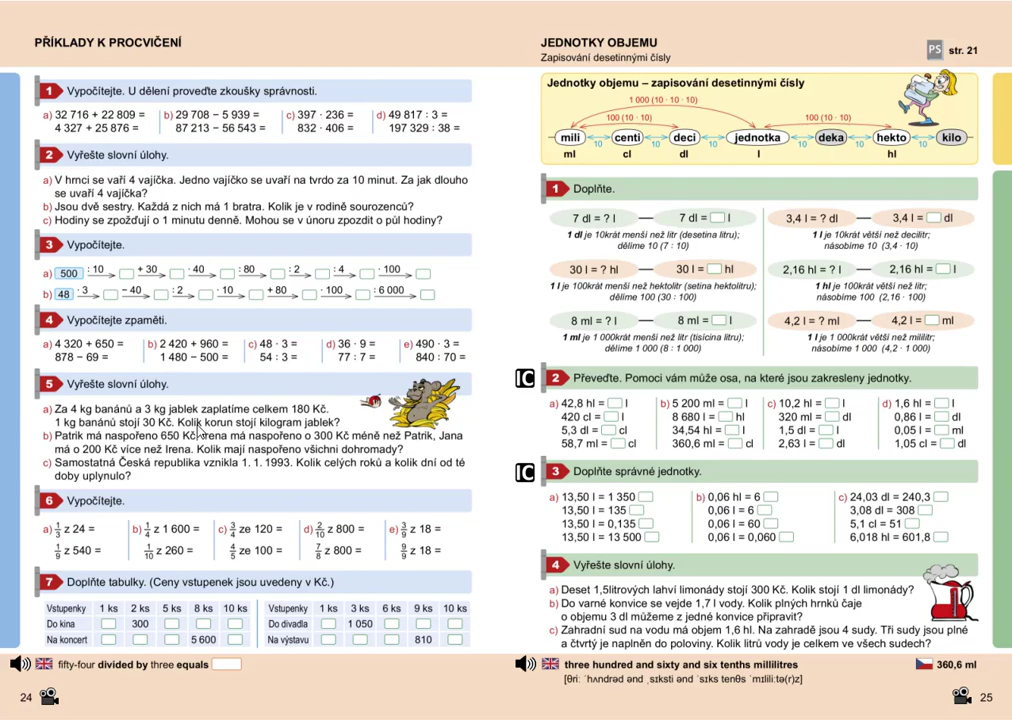 PŘÍKLADY K PROCVIČENÍ
1 Vypočítejte. U dělení proveďte zkoušky správnosti.
a) 32 716 + 22 809 = b) 29 708 − 5 939 = c) 397 · 236 = d) 49 817 : 3 =
4 327 + 25 876 = 87 213 − 56 543 = 832 · 406 = 197 329 : 38 =
2 Vyřešte slovní úlohy.
a) V hrnci se vaří 4 vajíčka. Jedno vajíčko se uvaří na tvrdo za 10 minut. Za jak dlouho
se uvaří 4 vajíčka?
b) Jsou dvě sestry. Každá z nich má 1 bratra. Kolik je v rodině sourozenců?
c) Hodiny se zpožďují o 1 minutu denně. Mohou se v únoru zpozdit o půl hodiny?
3 Vypočítejte.
a) 500 : 10 + 30 · 40 : 80 : 2 : 4 · 100
b) 48 · 3 − 40 : 2 · 10 + 80 · 100 : 6 000
4 Vypočítejte zpaměti.
a) 4 320 + 650 = b) 2 420 + 960 = c) 48 · 3 = d) 36 · 9 = e) 490 · 3 =
878 − 69 = 1 480 − 500 = 54 : 3 = 77 : 7 = 840 : 70 =
5 Vyřešte slovní úlohy.
a) Za 4 kg banánů a 3 kg jablek zaplatíme celkem 180 Kč.
1 kg banánů stojí 30 Kč. Kolik korun stojí kilogram jablek?
b) Patrik má naspořeno 650 Kč, Irena má naspořeno o 300 Kč méně než Patrik, Jana
má o 200 Kč více než Irena. Kolik mají naspořeno všichni dohromady?
c) Samostatná Česká republika vznikla 1. 1. 1993. Kolik celých roků a kolik dní od té
doby uplynulo?
6 Vypočítejte.
a) 1/3 z 24 = b) 1/4 z 1 600 = c) 3/4 ze 120 = d) 2/10 z 800 = e) 3/9 z 18 =
1/9 z 540 = 1/10 z 260 = 4/5 ze 100 = 7/8 z 800 = 9/9 z 18 =
7 Doplňte tabulky. (Ceny vstupenek jsou uvedeny v Kč.)
Vstupenky 1 ks 2 ks 5 ks 8 ks 10 ks Vstupenky 1 ks 3 ks 6 ks 9 ks 10 ks
Do kina 300 Do divadla 1 050
Na koncert 5 600 Na výstavu 810
fifty-four divided by three equals
24
JEDNOTKY OBJEMU
Zapisování desetinnými čísly
PS str. 21
Jednotky objemu – zapisování desetinnými čísly
1 000 (10 · 10 · 10)
100 (10 · 10) 100 (10 · 10)
mili centi deci jednotka deka hekto kilo
10 10 10 10 10 10
ml cl dl l hl
1 Doplňte.
7 dl = ? l 7 dl = l 3,4 l = ? dl 3,4 l = dl
1 dl je 10krát menší než litr (desetina litru); 1 l je 10krát větší než decilitr;
dělíme 10 (7 : 10) násobíme 10 (3,4 · 10)
30 l = ? hl 30 l = hl 2,16 hl = ? l 2,16 hl = l
1 l je 100krát menší než hektolitr (setina hektolitru); 1 hl je 100krát větší než litr;
dělíme 100 (30 : 100) násobíme 100 (2,16 · 100)
8 ml = ? l 8 ml = l 4,2 l = ? ml 4,2 l = ml
1 ml je 1 000krát menší než litr (tisícina litru); 1 l je 1 000krát větší než mililitr;
dělíme 1 000 (8 : 1 000) násobíme 1 000 (4,2 · 1 000)
IC 2 Převeďte. Pomoci vám může osa, na které jsou zakresleny jednotky.
a) 42,8 hl = l b) 5 200 ml = l c) 10,2 hl = l d) 1,6 hl = l
420 cl = l 8 680 l = hl 320 ml = dl 0,86 l = dl
5,3 dl = cl 34,54 hl = l 1,5 dl = l 0,05 l = ml
58,7 ml = cl 360,6 ml = cl 2,63 l = dl 1,05 cl = dl
IC 3 Doplňte správné jednotky.
a) 13,50 l = 1 350 b) 0,06 hl = 6 c) 24,03 dl = 240,3
13,50 l = 135 0,06 l = 6 3,08 dl = 308
13,50 l = 0,135 0,06 l = 60 5,1 cl = 51
13,50 l = 13 500 0,06 l = 0,060 6,018 hl = 601,8
4 Vyřešte slovní úlohy.
a) Deset 1,5litrových lahví limonády stojí 300 Kč. Kolik stojí 1 dl limonády?
b) Do varné konvice se vejde 1,7 l vody. Kolik plných hrnků čaje
o objemu 3 dl můžeme z jedné konvice připravit?
c) Zahradní sud na vodu má objem 1,6 hl. Na zahradě jsou 4 sudy. Tři sudy jsou plné
a čtvrtý je naplněn do poloviny. Kolik litrů vody je celkem ve všech sudech?
three hundred and sixty and six tenths millilitres 360,6 ml
[θriː ˈhʌndrəd ənd ˌsɪksti ənd ˈsɪks tenθs ˈmɪliliːtə(r)z]
25